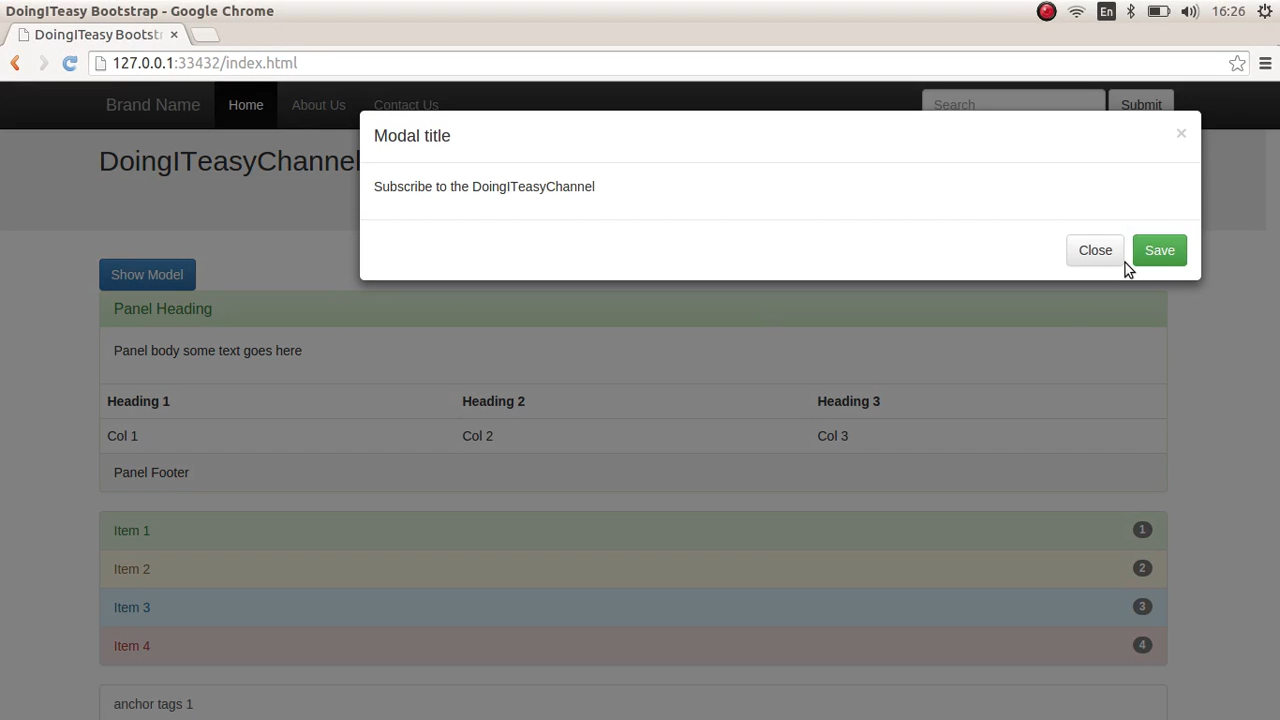 DoingITeasy Bootstrap - Google Chrome
En
16:26
DoingITeasy Bootst
127.0.0.1:33432/index.html
Brand Name
Home
About Us
Contact Us
Search
Submit
Modal title
×
DoingITeasyChannel
Subscribe to the DoingITeasyChannel
Close
Save
Show Model
Panel Heading
Panel body some text goes here
Heading 1 Heading 2 Heading 3
Col 1 Col 2 Col 3
Panel Footer
Item 1 1
Item 2 2
Item 3 3
Item 4 4
anchor tags 1